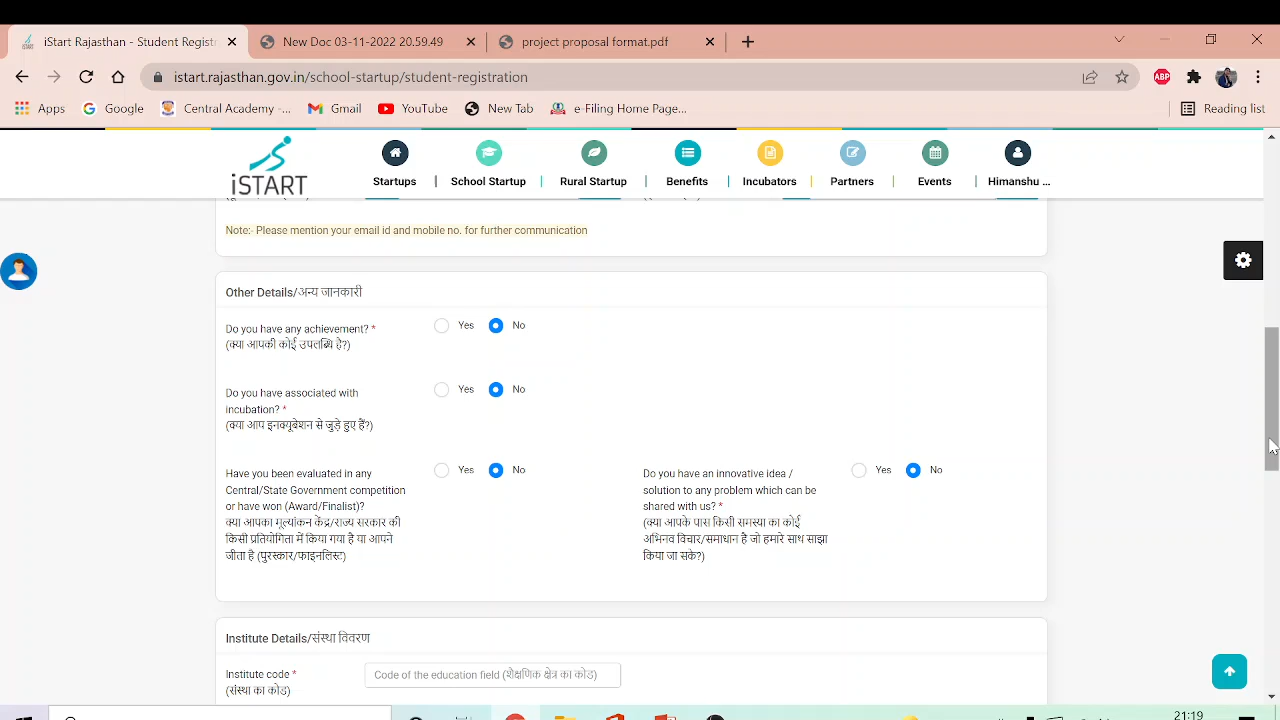 iStart Rajasthan - Student Registr
New Doc 03-11-2022 20.59.49
project proposal format.pdf
istart.rajasthan.gov.in/school-startup/student-registration
ABP
Apps
Google
Central Academy -...
Gmail
YouTube
New Tab
e-Filing Home Page...
Reading list
iSTART
Startups
School Startup
Rural Startup
Benefits
Incubators
Partners
Events
Himanshu ...
Note:- Please mention your email id and mobile no. for further communication
Other Details/अन्य जानकारी
Do you have any achievement? *
(क्या आपकी कोई उपलब्धि है?)
Yes No
Do you have associated with
incubation? *
(क्या आप इनक्यूबेशन से जुड़े हुए हैं?)
Yes No
Have you been evaluated in any
Central/State Government competition
or have won (Award/Finalist)?
क्या आपका मूल्यांकन केंद्र/राज्य सरकार की
किसी प्रतियोगिता में किया गया है या आपने
जीता है (पुरस्कार/फाइनलिस्ट)
Yes No
Do you have an innovative idea /
solution to any problem which can be
shared with us? *
(क्या आपके पास किसी समस्या का कोई
अभिनव विचार/समाधान है जो हमारे साथ साझा
किया जा सके?)
Yes No
Institute Details/संस्था विवरण
Institute code *
(संस्था का कोड)
Code of the education field (शैक्षणिक क्षेत्र का कोड)
21:19